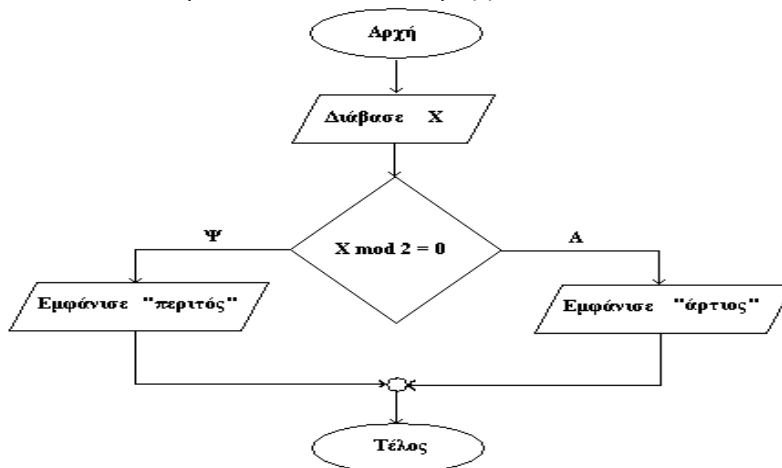 Αρχή
Διάβασε X
X mod 2 = 0
Ψ
Α
Εμφάνισε "περιτός"
Εμφάνισε "άρτιος"
Τέλος